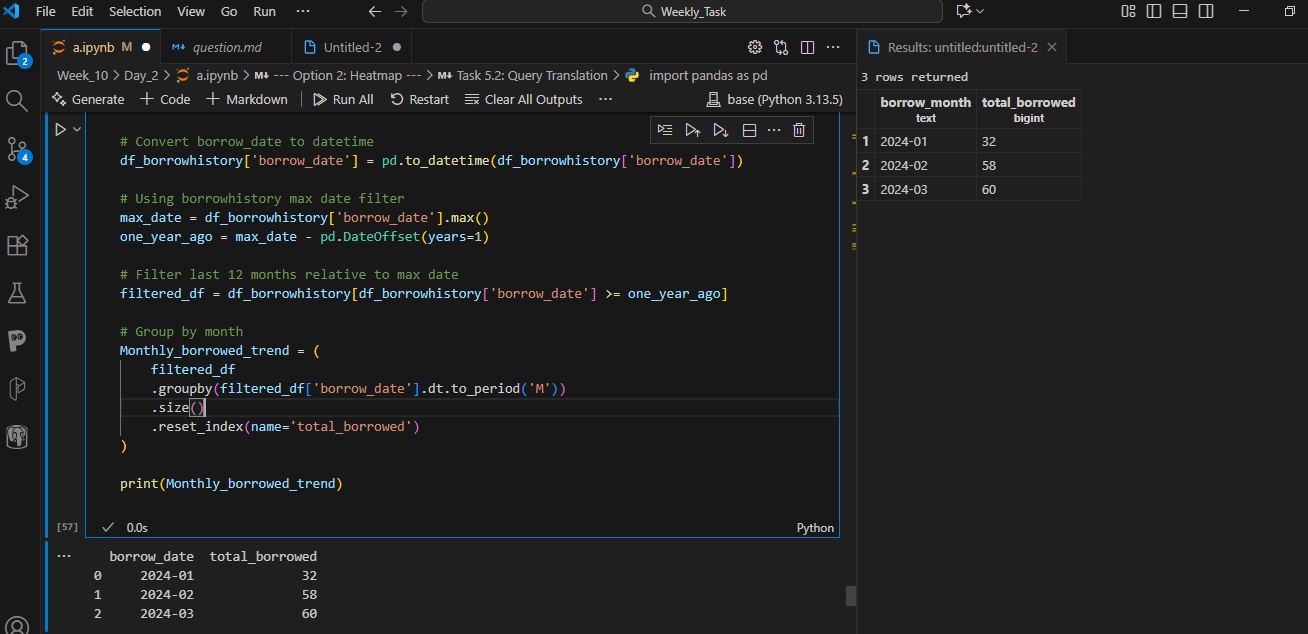 File Edit Selection View Go Run ··· Weekly_Task
a.ipynb M question.md Untitled-2
Week_10 > Day_2 > a.ipynb > M↓ --- Option 2: Heatmap --- > M↓ Task 5.2: Query Translation > import pandas as pd
Generate + Code + Markdown Run All Restart Clear All Outputs ··· base (Python 3.13.5)
2
4
# Convert borrow_date to datetime
df_borrowhistory['borrow_date'] = pd.to_datetime(df_borrowhistory['borrow_date'])
# Using borrowhistory max date filter
max_date = df_borrowhistory['borrow_date'].max()
one_year_ago = max_date - pd.DateOffset(years=1)
# Filter last 12 months relative to max date
filtered_df = df_borrowhistory[df_borrowhistory['borrow_date'] >= one_year_ago]
# Group by month
Monthly_borrowed_trend = (
filtered_df
.groupby(filtered_df['borrow_date'].dt.to_period('M'))
.size()
.reset_index(name='total_borrowed')
)
print(Monthly_borrowed_trend)
[57] 0.0s Python
··· borrow_date total_borrowed
0 2024-01 32
1 2024-02 58
2 2024-03 60
Results: untitled:untitled-2
3 rows returned
borrow_month total_borrowed
text bigint
1 2024-01 32
2 2024-02 58
3 2024-03 60